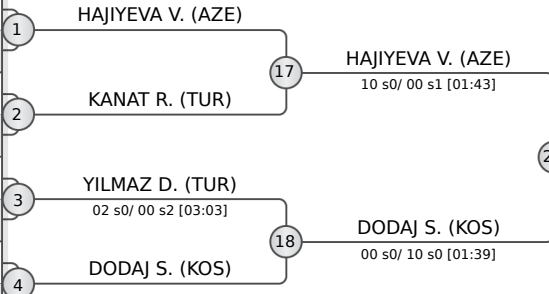 HAJIYEVA V. (AZE)
1
17
HAJIYEVA V. (AZE)
10 s0/ 00 s1 [01:43]
KANAT R. (TUR)
2
YILMAZ D. (TUR)
3
02 s0/ 00 s2 [03:03]
18
DODAJ S. (KOS)
00 s0/ 10 s0 [01:39]
DODAJ S. (KOS)
4